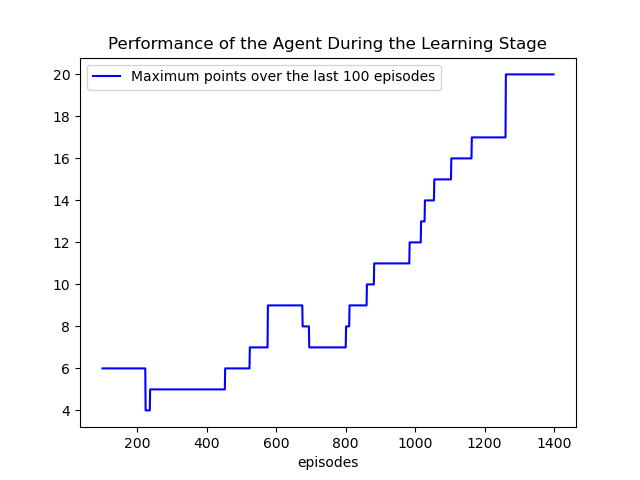 Performance of the Agent During the Learning Stage
Maximum points over the last 100 episodes
20
18
16
14
12
10
8
6
4
200 400 600 800 1000 1200 1400
episodes